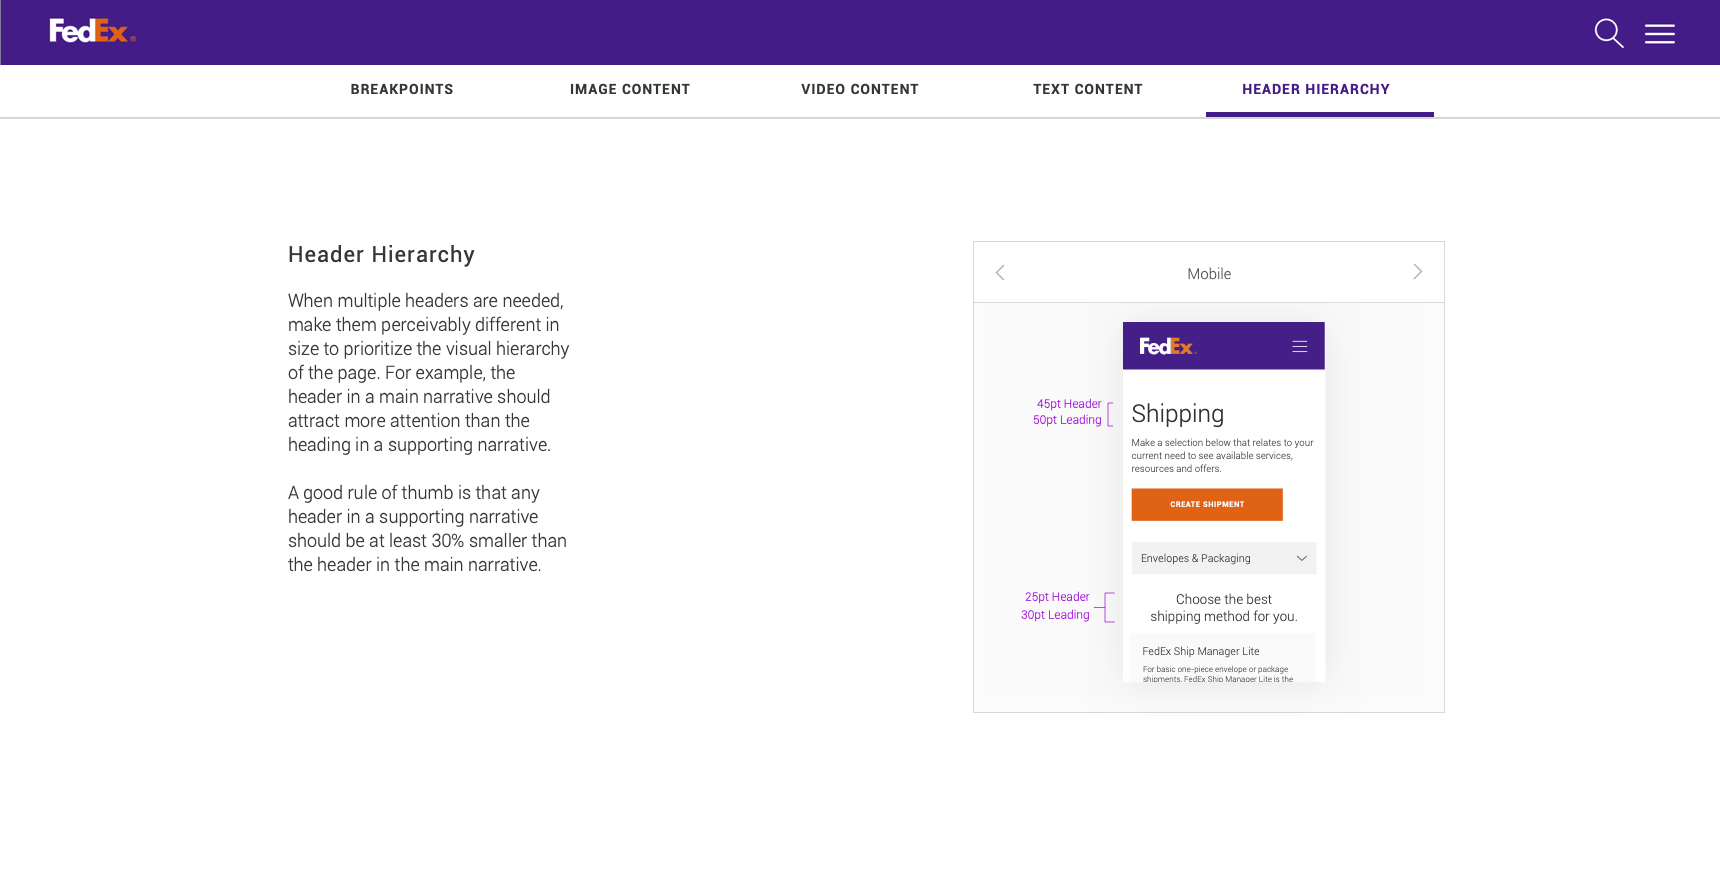 FedEx®
BREAKPOINTS
IMAGE CONTENT
VIDEO CONTENT
TEXT CONTENT
HEADER HIERARCHY
Header Hierarchy
When multiple headers are needed,
make them perceivably different in
size to prioritize the visual hierarchy
of the page. For example, the
header in a main narrative should
attract more attention than the
heading in a supporting narrative.
A good rule of thumb is that any
header in a supporting narrative
should be at least 30% smaller than
the header in the main narrative.
Mobile
FedEx
45pt Header
50pt Leading
Shipping
Make a selection below that relates to your
current need to see available services,
resources and offers.
CREATE SHIPMENT
Envelopes & Packaging
25pt Header
30pt Leading
Choose the best
shipping method for you.
FedEx Ship Manager Lite
For basic one-piece envelope or package
shipments, FedEx Ship Manager Lite is the